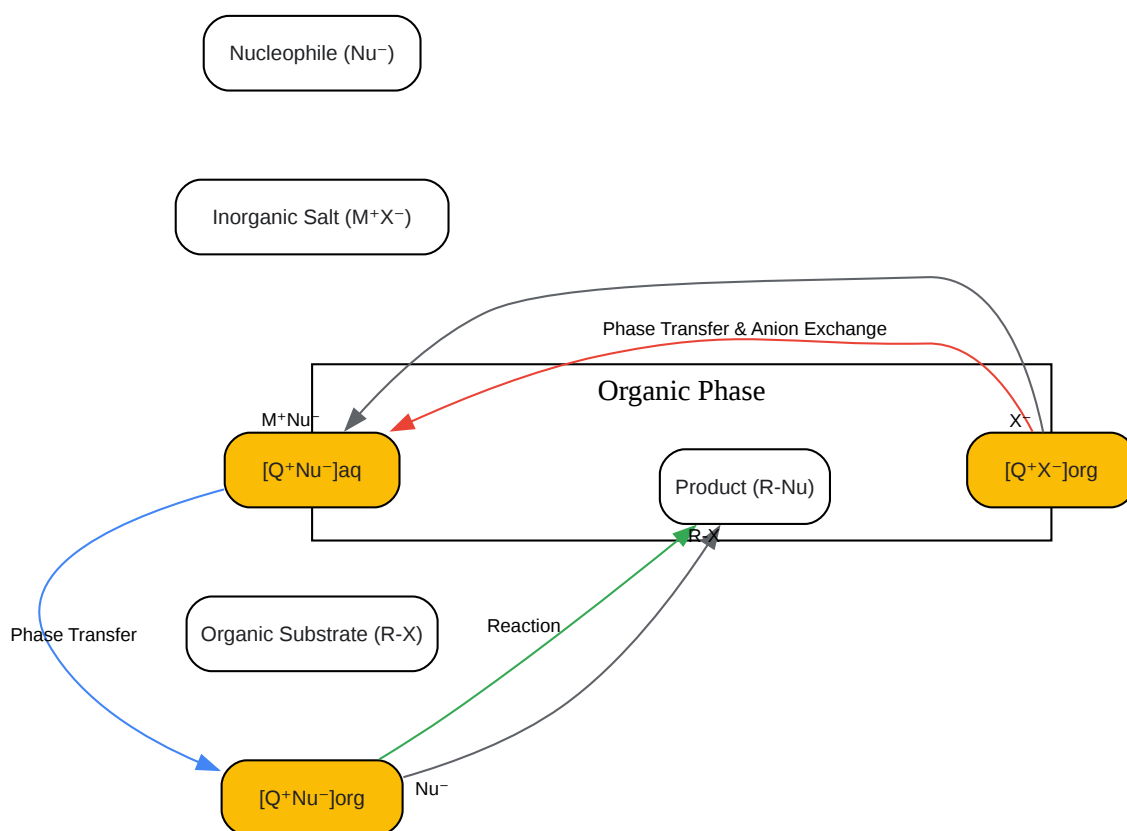 Nucleophile (Nu⁻)
Inorganic Salt (M⁺X⁻)
Phase Transfer & Anion Exchange
Organic Phase
M⁺Nu⁻
X⁻
[Q⁺Nu⁻]aq
[Q⁺X⁻]org
Product (R-Nu)
R-X
Reaction
Phase Transfer
Organic Substrate (R-X)
Nu⁻
[Q⁺Nu⁻]org